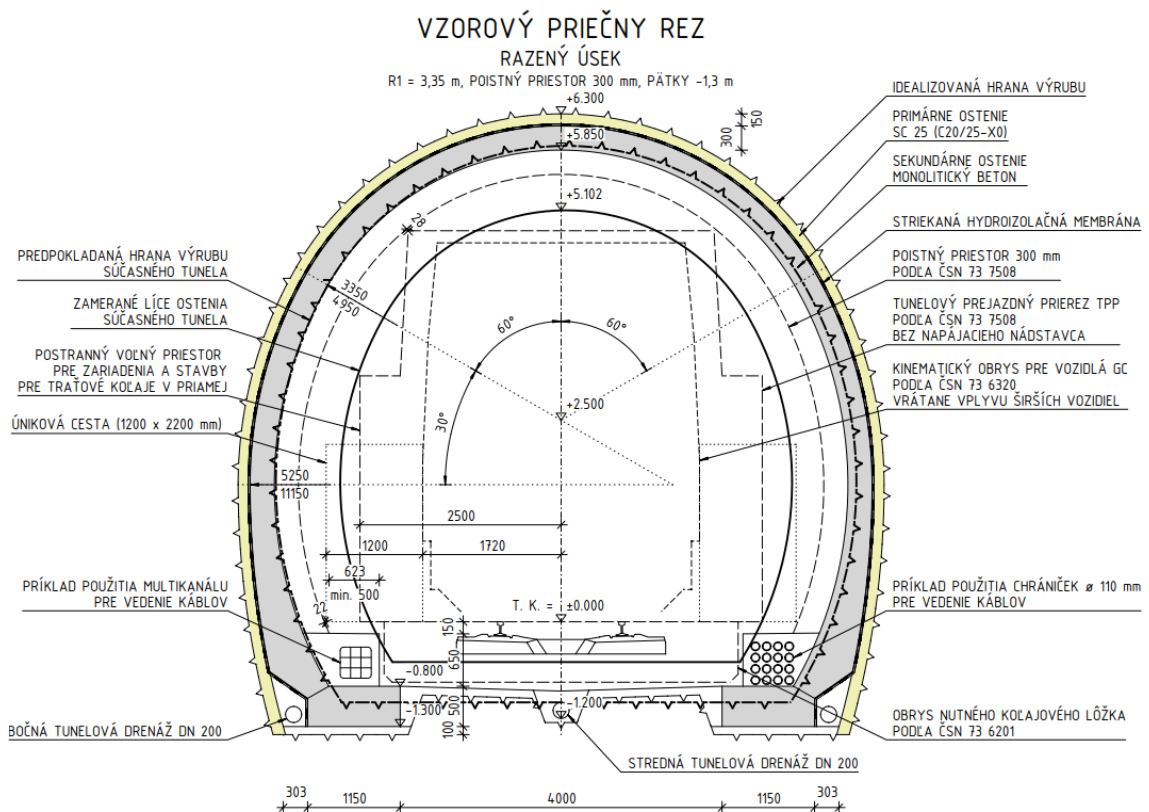 VZOROVÝ PRIEČNY REZ
RAZENÝ ÚSEK
R1 = 3,35 m, POISTNÝ PRIESTOR 300 mm, PÄTKY -1,3 m
+6.300
150
300
+5.850
+5.102
28
IDEALIZOVANÁ HRANA VÝRUBU
PRIMÁRNE OSTENIE
SC 25 (C20/25-X0)
SEKUNDÁRNE OSTENIE
MONOLITICKÝ BETON
STRIEKANÁ HYDROIZOLAČNÁ MEMBRÁNA
POISTNÝ PRIESTOR 300 mm
PODĽA ČSN 73 7508
TUNELOVÝ PREJAZDNÝ PRIEREZ TPP
PODĽA ČSN 73 7508
BEZ NAPÁJACIEHO NÁDSTAVCA
KINEMATICKÝ OBRYS PRE VOZIDLÁ GC
PODĽA ČSN 73 6320
VRÁTANE VPLYVU ŠIRŠÍCH VOZIDIEL
PREDPOKLADANÁ HRANA VÝRUBU
SÚČASNÉHO TUNELA
ZAMERANÉ LÍCE OSTENIA
SÚČASNÉHO TUNELA
POSTRANNÝ VOĽNÝ PRIESTOR
PRE ZARIADENIA A STAVBY
PRE TRAŤOVÉ KOĽAJE V PRIAMEJ
ÚNIKOVÁ CESTA (1200 x 2200 mm)
3350
4950
60°
60°
30°
+2.500
5250
11150
2500
1200
1720
623
min. 500
22
T. K. =
±0.000
PRÍKLAD POUŽITIA MULTIKANÁLU
PRE VEDENIE KÁBLOV
PRÍKLAD POUŽITIA CHRÁNIČIEK ø 110 mm
PRE VEDENIE KÁBLOV
150
650
500
100
-0.800
-1.300
-1.200
BOČNÁ TUNELOVÁ DRENÁŽ DN 200
OBRYS NUTNÉHO KOĽAJOVÉHO LÔŽKA
PODĽA ČSN 73 6201
STREDNÁ TUNELOVÁ DRENÁŽ DN 200
303
1150
4000
1150
303